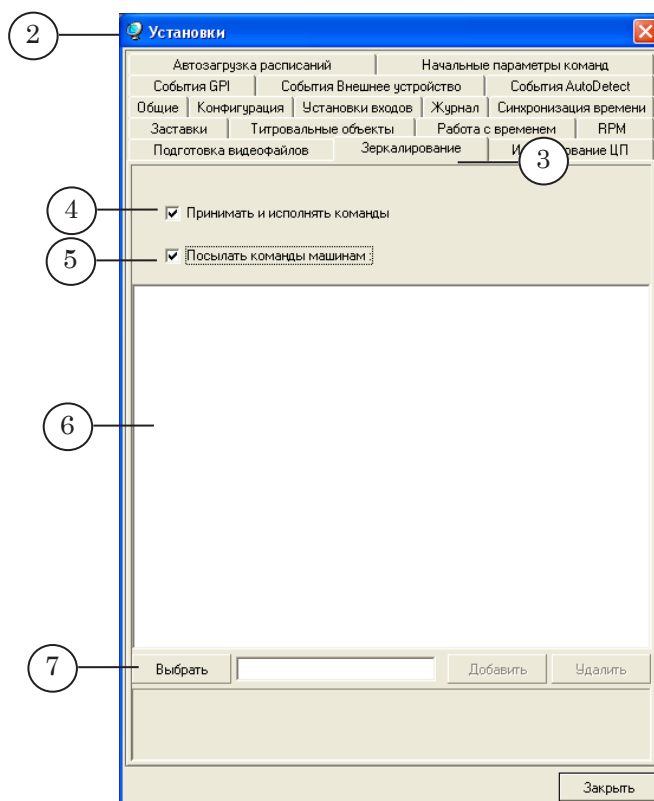 2 Установки
Автозагрузка расписаний Начальные параметры команд
События GPI События Внешнее устройство События AutoDetect
Общие Конфигурация Установки входов Журнал Синхронизация времени
Заставки Титровальные объекты Работа с временем RPM
Подготовка видеофайлов Зеркалирование ЦП
3
4 Принимать и исполнять команды
5 Посылать команды машинам :
6
7 Выбрать Добавить Удалить
Закрыть